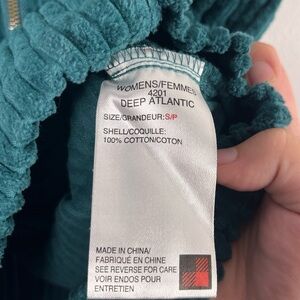 WOMENS/FEMMES
4201
DEEP ATLANTIC
SIZE/GRANDEUR:S/P
SHELL/COQUILLE:
100% COTTON/COTON
MADE IN CHINA/
FABRIQUÉ EN CHINE
SEE REVERSE FOR CARE
VOIR ENDOS POUR
ENTRETIEN